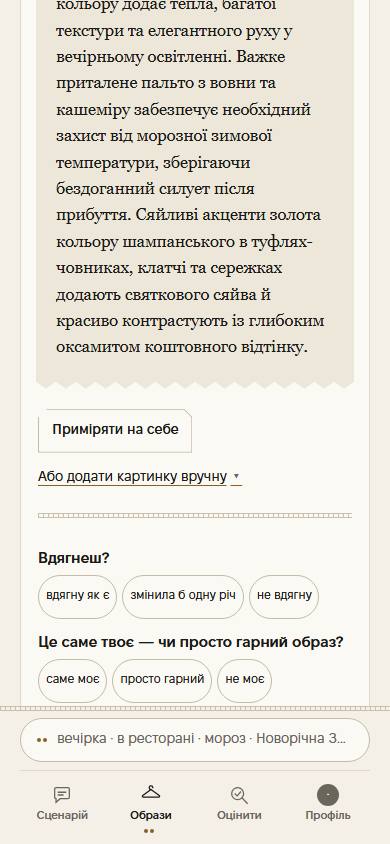 кольору додає тепла, багатої
текстури та елегантного руху у
вечірньому освітленні. Важке
приталене пальто з вовни та
кашеміру забезпечує необхідний
захист від морозної зимової
температури, зберігаючи
бездоганний силует після
прибуття. Сяйливі акценти золота
кольору шампанського в туфлях-
човниках, клатчі та сережках
додають святкового сяйва й
красиво контрастують із глибоким
оксамитом коштовного відтінку.
Приміряти на себе
Або додати картинку вручну
Вдягнеш?
вдягну як є
змінила б одну річ
не вдягну
Це саме твоє — чи просто гарний образ?
саме моє
просто гарний
не моє
вечірка · в ресторані · мороз · Новорічна З...
Сценарій
Образи
Оцінити
Профіль